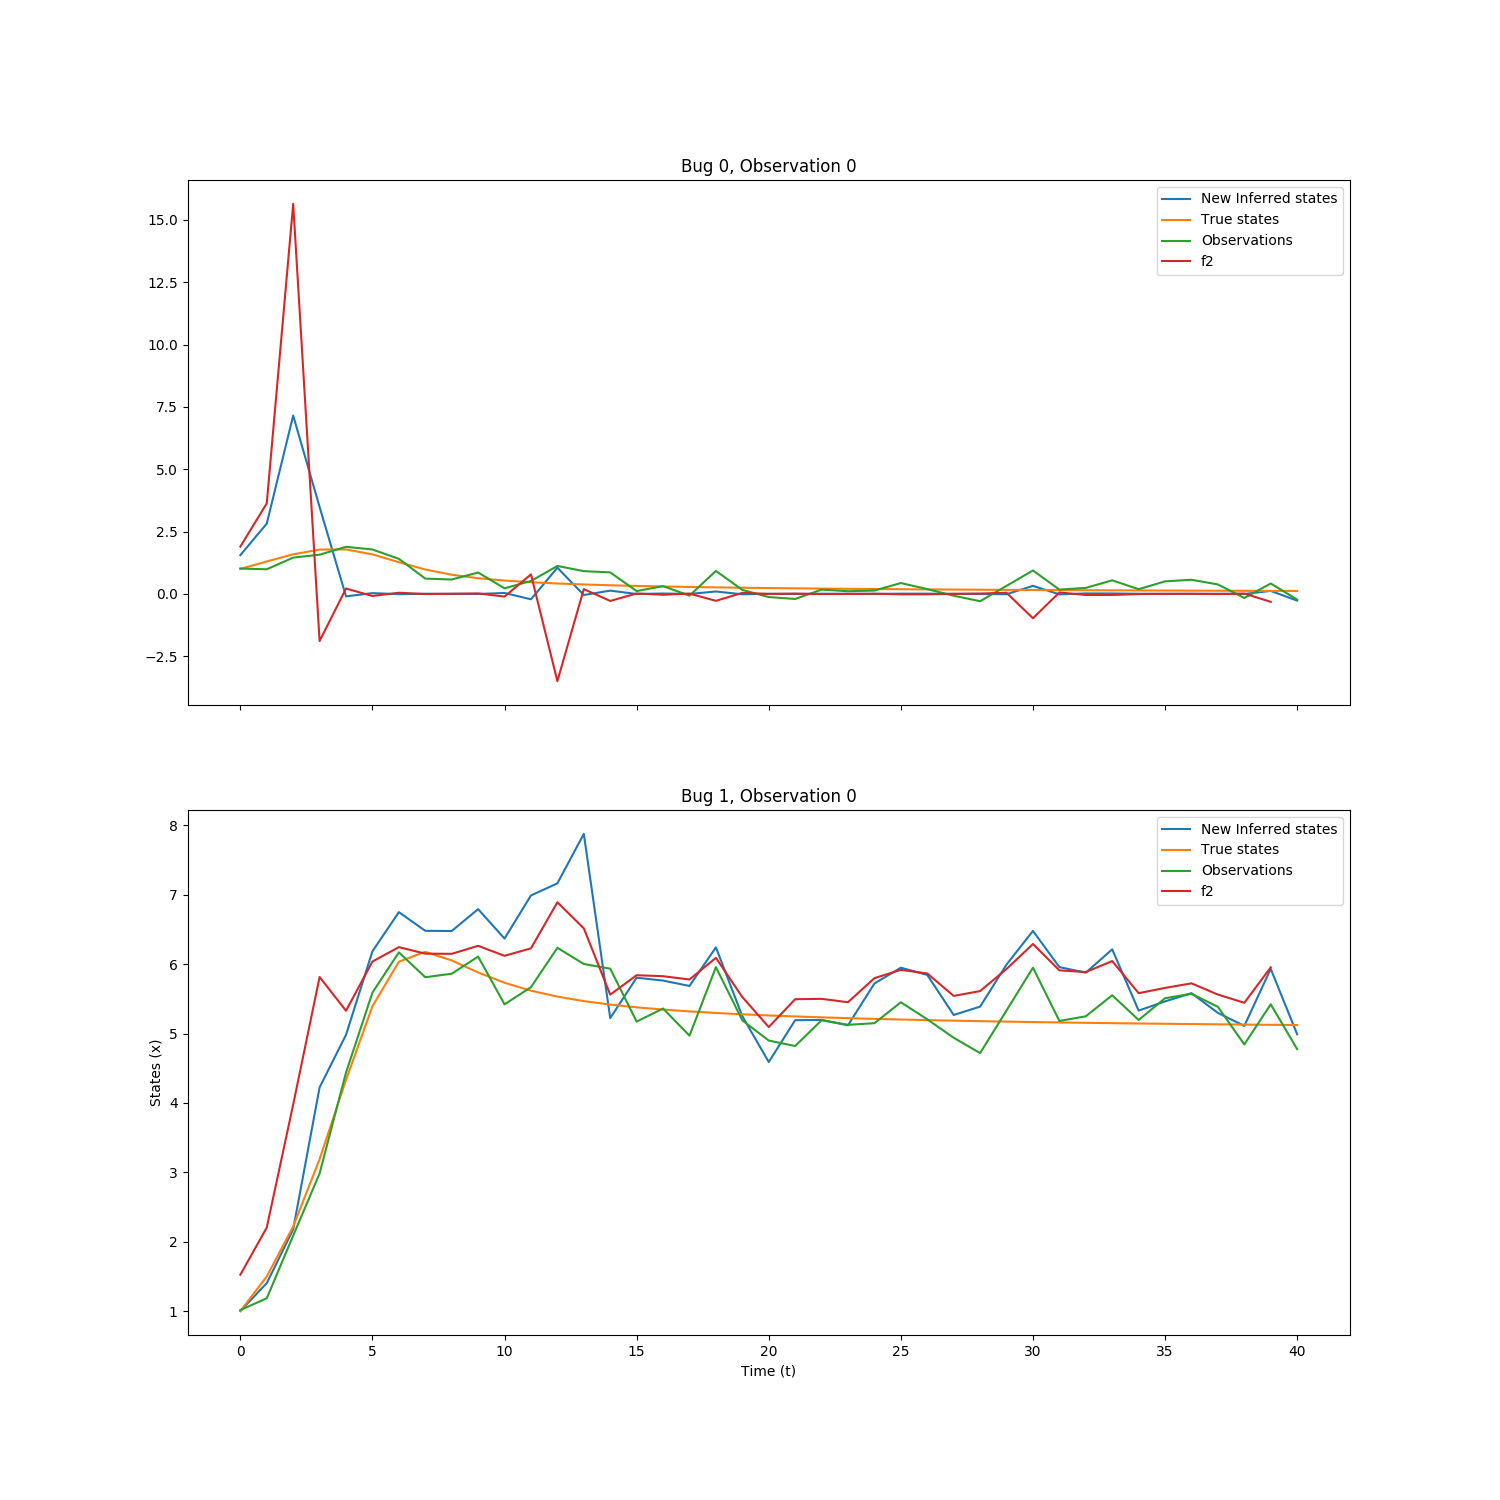 Bug 0, Observation 0
15.0
12.5
10.0
7.5
5.0
2.5
0.0
−2.5
New Inferred states
True states
Observations
f2
Bug 1, Observation 0
8
7
6
5
4
3
2
1
States (x)
New Inferred states
True states
Observations
f2
0 5 10 15 20 25 30 35 40
Time (t)